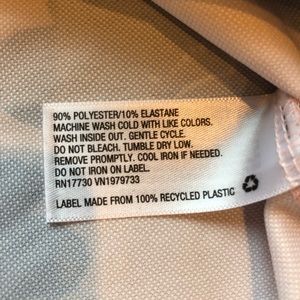 90% POLYESTER/10% ELASTANE
MACHINE WASH COLD WITH LIKE COLORS.
WASH INSIDE OUT. GENTLE CYCLE.
DO NOT BLEACH. TUMBLE DRY LOW.
REMOVE PROMPTLY. COOL IRON IF NEEDED.
DO NOT IRON ON LABEL.
RN17730 VN1979733
LABEL MADE FROM 100% RECYCLED PLASTIC